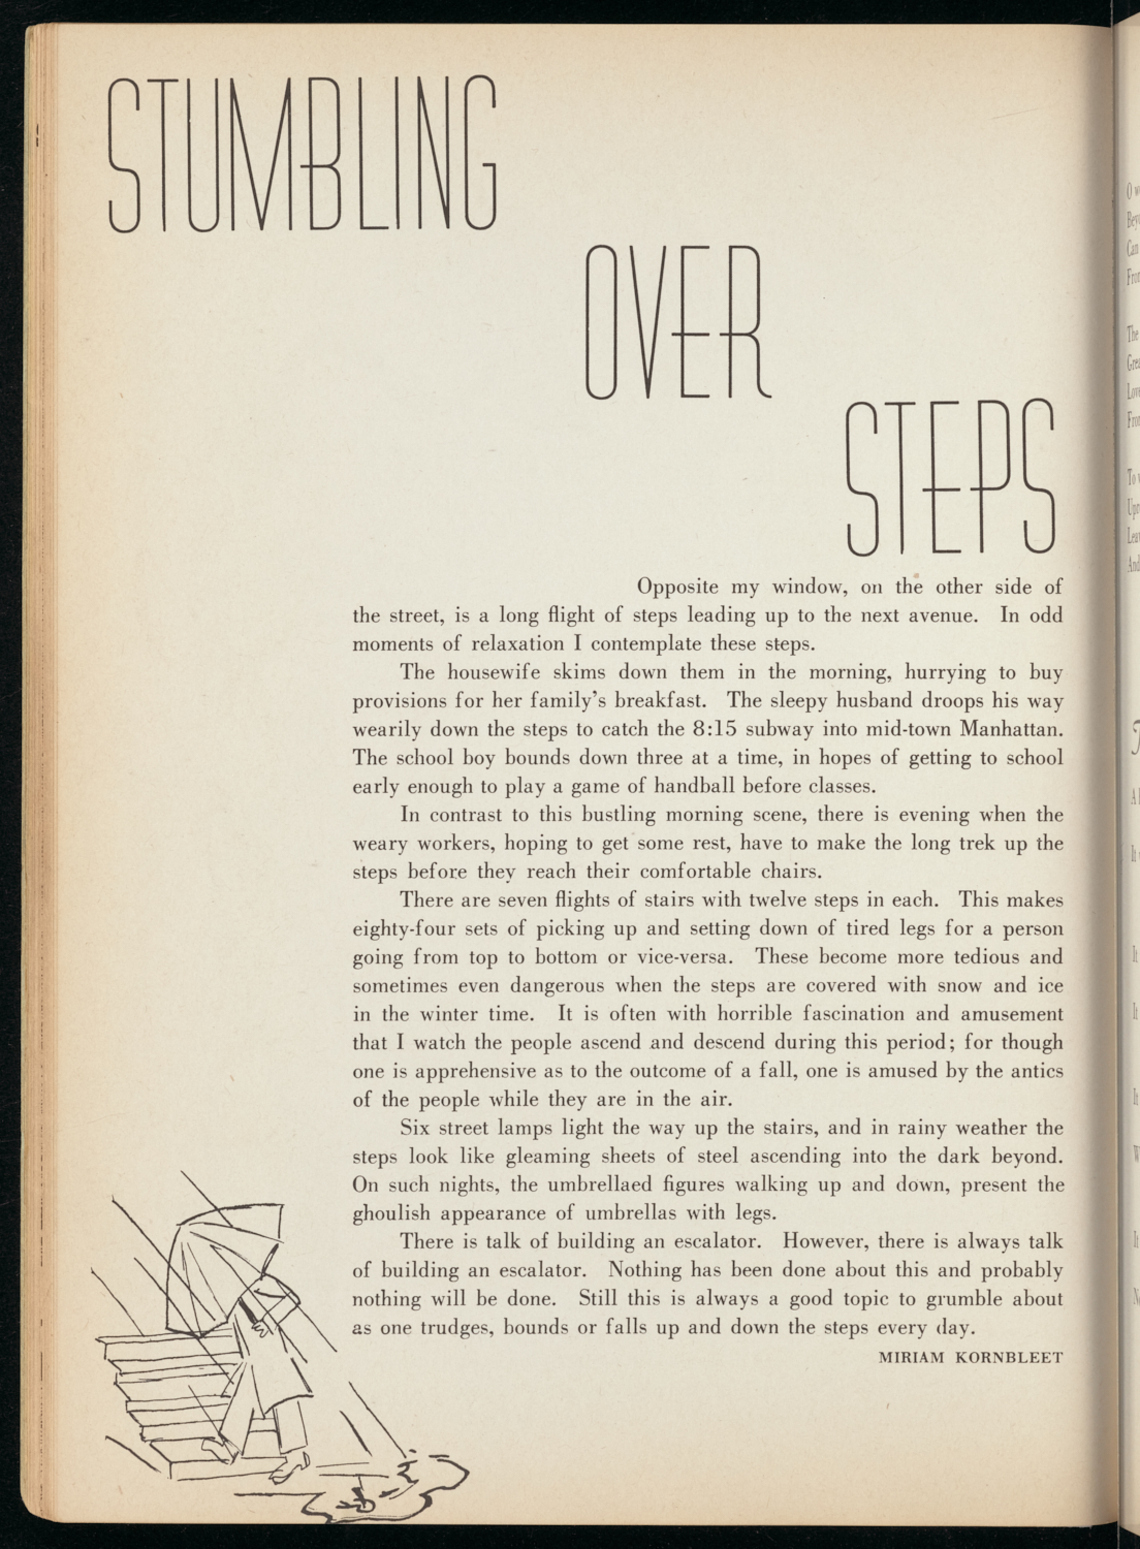 STUMBLING
OVER
STEPS
Opposite my window, on the other side of
the street, is a long flight of steps leading up to the next avenue. In odd
moments of relaxation I contemplate these steps.
The housewife skims down them in the morning, hurrying to buy
provisions for her family's breakfast. The sleepy husband droops his way
wearily down the steps to catch the 8:15 subway into mid-town Manhattan.
The school boy bounds down three at a time, in hopes of getting to school
early enough to play a game of handball before classes.
In contrast to this bustling morning scene, there is evening when the
weary workers, hoping to get some rest, have to make the long trek up the
steps before they reach their comfortable chairs.
There are seven flights of stairs with twelve steps in each. This makes
eighty-four sets of picking up and setting down of tired legs for a person
going from top to bottom or vice-versa. These become more tedious and
sometimes even dangerous when the steps are covered with snow and ice
in the winter time. It is often with horrible fascination and amusement
that I watch the people ascend and descend during this period; for though
one is apprehensive as to the outcome of a fall, one is amused by the antics
of the people while they are in the air.
Six street lamps light the way up the stairs, and in rainy weather the
steps look like gleaming sheets of steel ascending into the dark beyond.
On such nights, the umbrellaed figures walking up and down, present the
ghoulish appearance of umbrellas with legs.
There is talk of building an escalator. However, there is always talk
of building an escalator. Nothing has been done about this and probably
nothing will be done. Still this is always a good topic to grumble about
as one trudges, bounds or falls up and down the steps every day.
MIRIAM KORNBLEET